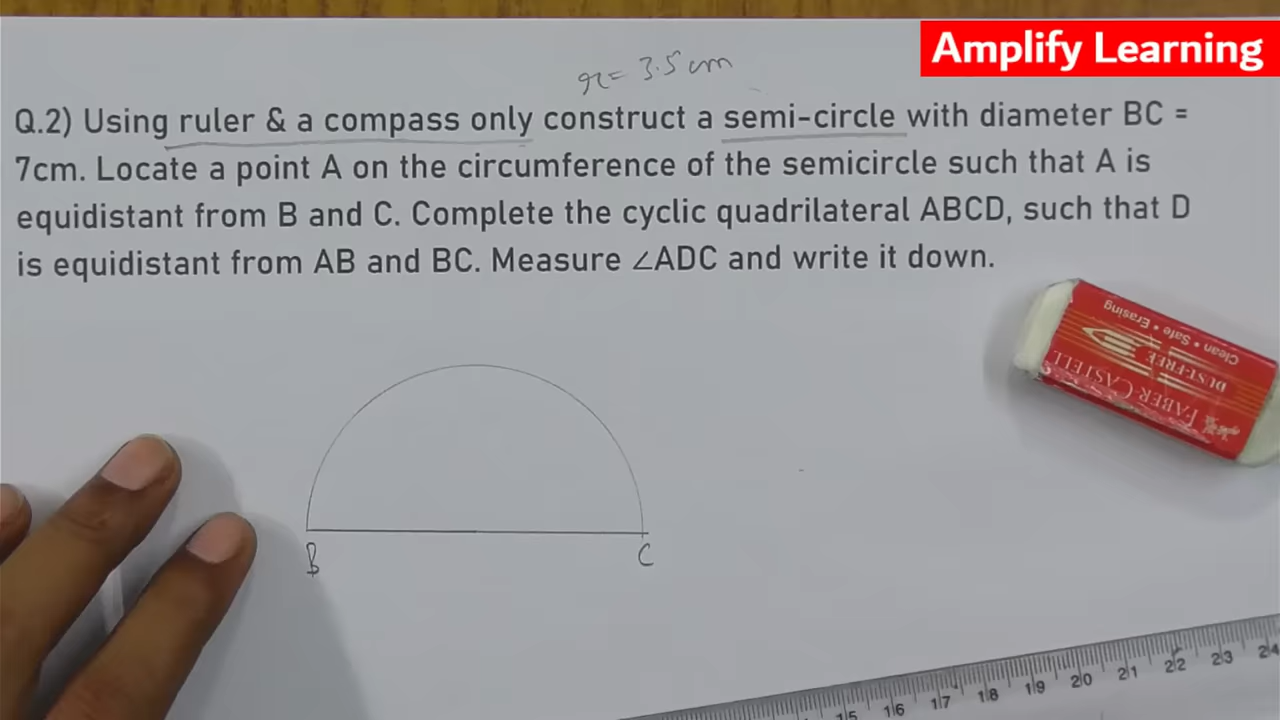 Amplify Learning
r = 3.5 cm
Q.2) Using ruler & a compass only construct a semi-circle with diameter BC =
7cm. Locate a point A on the circumference of the semicircle such that A is
equidistant from B and C. Complete the cyclic quadrilateral ABCD, such that D
is equidistant from AB and BC. Measure ∠ADC and write it down.
Clean • Safe • Erasing
DUST-FREE
FABER-CASTELL
B
C
15 16 17 18 19 20 21 22 23 24